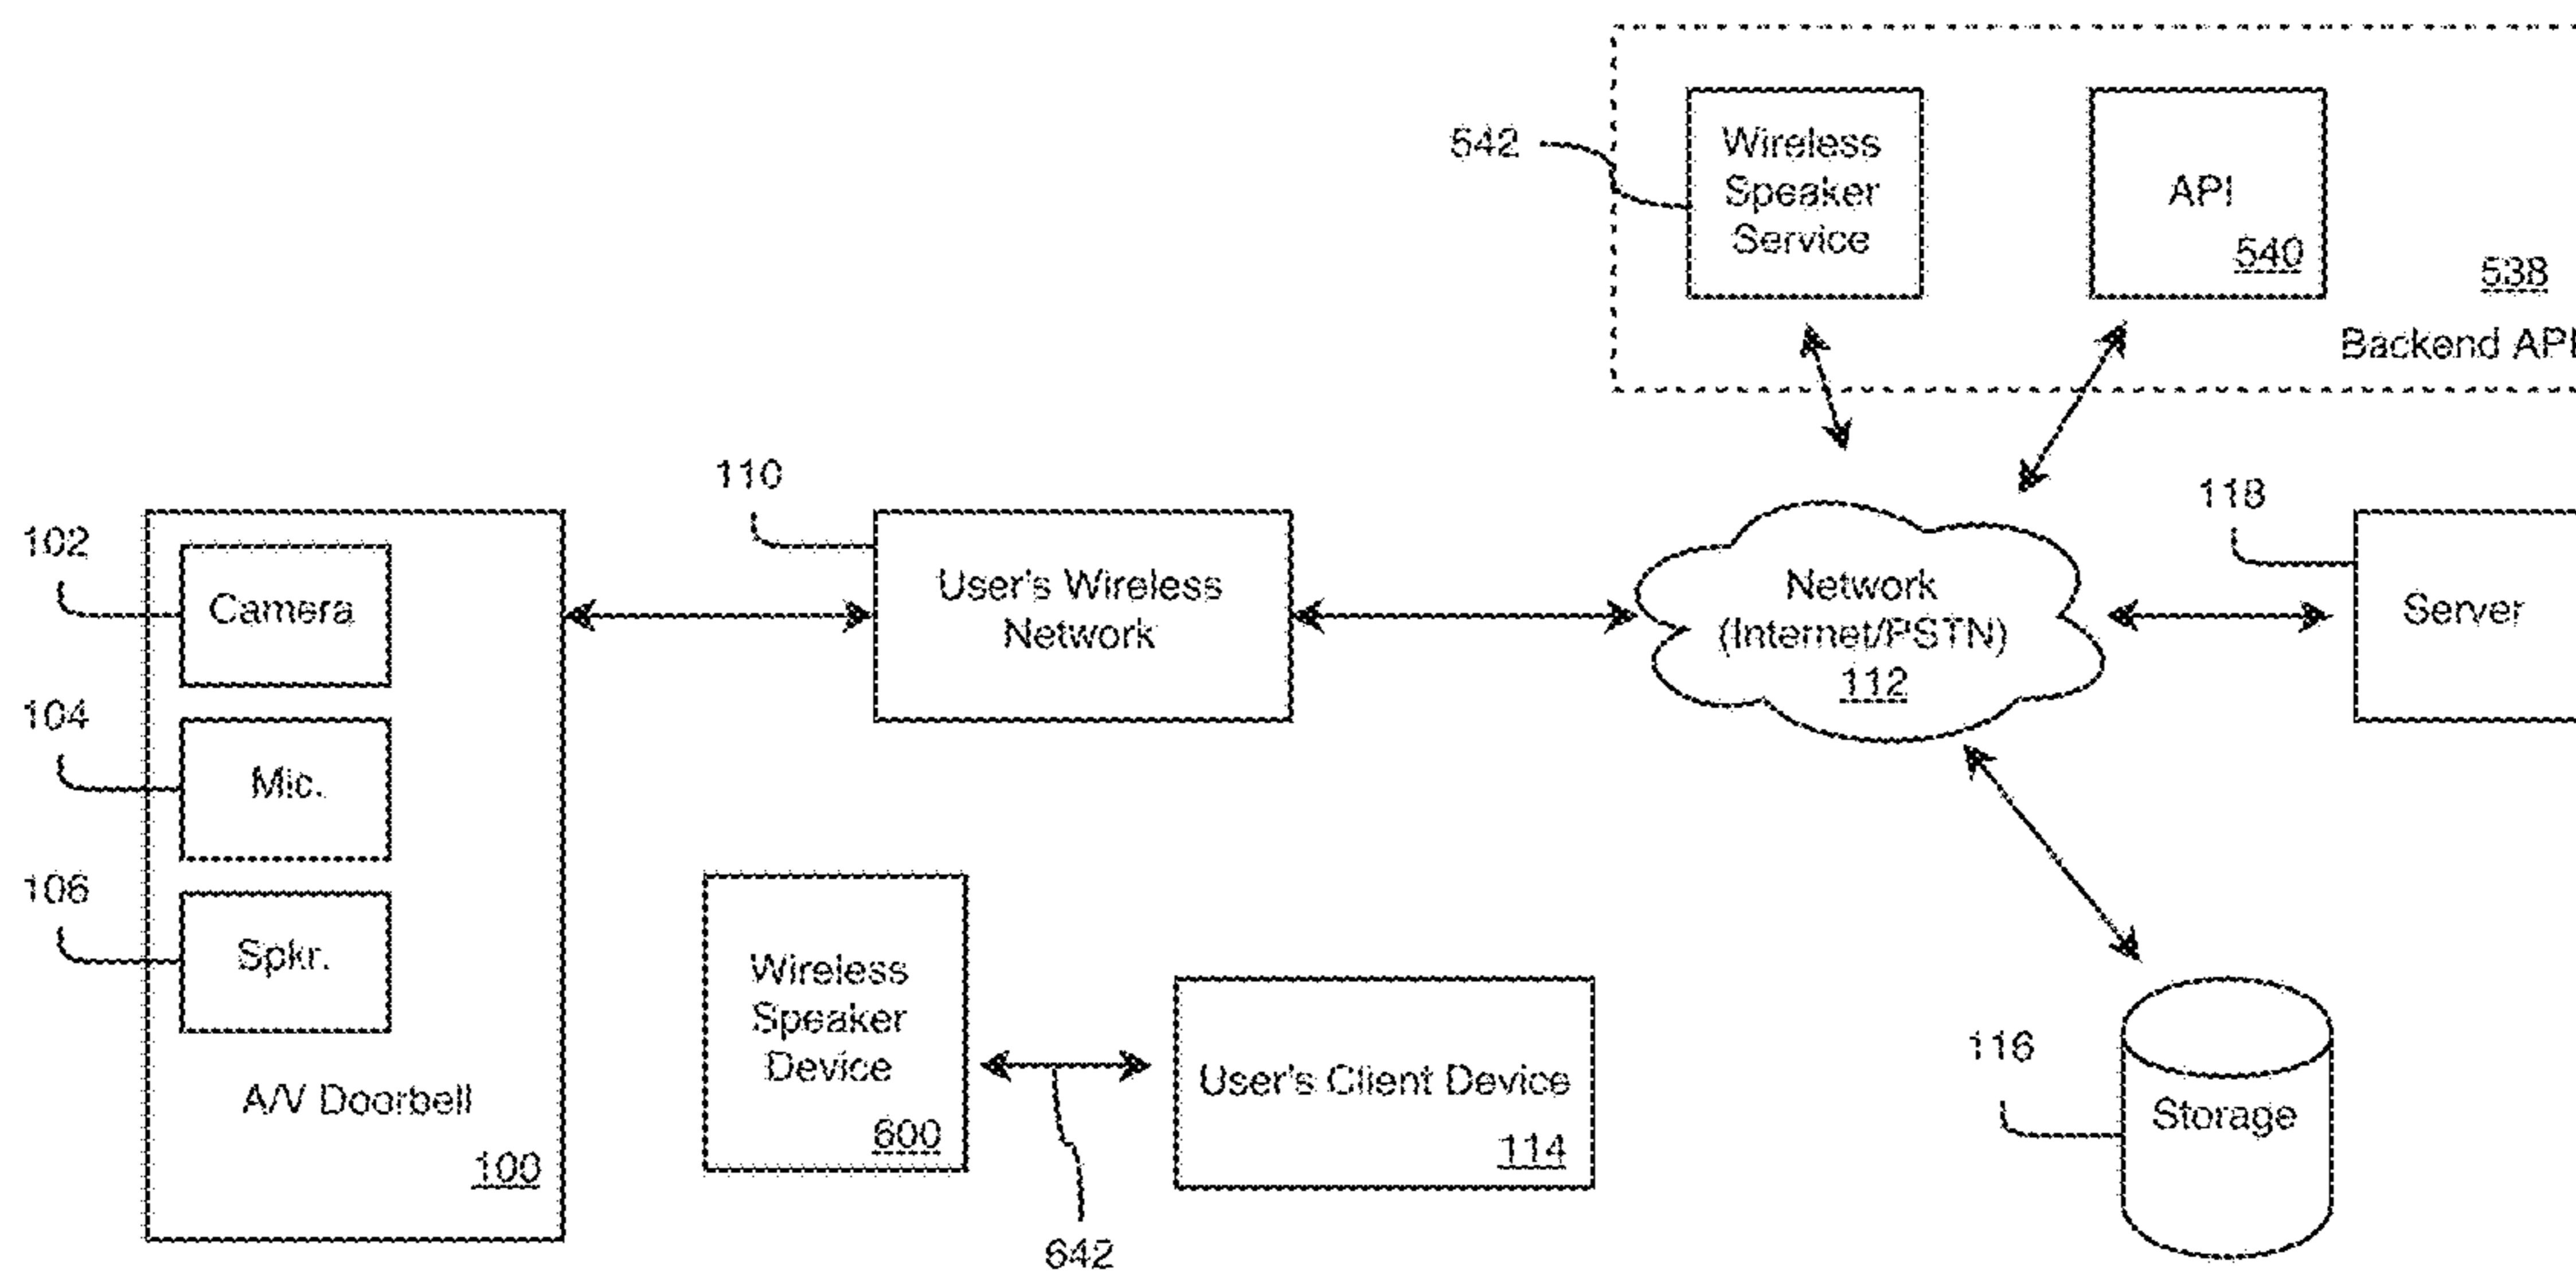 542
Wireless
Speaker
Service
API
540
538
Backend API
110
118
102
Camera
User's Wireless
Network
Network
(Internet/PSTN)
112
Server
104
Mic.
106
Spkr.
Wireless
Speaker
Device
600
A/V Doorbell
100
User's Client Device
114
116
Storage
642